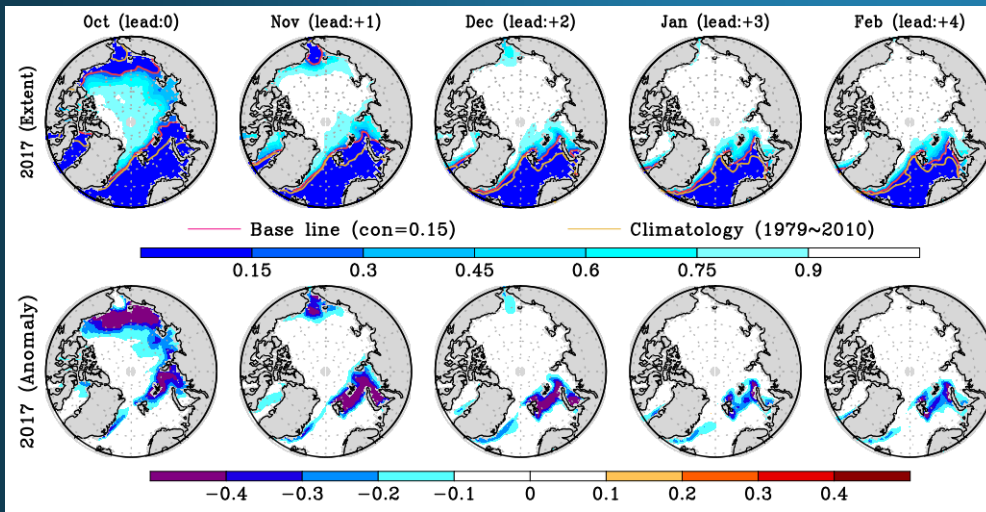 Oct (lead:0) Nov (lead:+1) Dec (lead:+2) Jan (lead:+3) Feb (lead:+4)
2017 (Extent)
Base line (con=0.15) Climatology (1979~2010)
0.15 0.3 0.45 0.6 0.75 0.9
2017 (Anomaly)
−0.4 −0.3 −0.2 −0.1 0 0.1 0.2 0.3 0.4